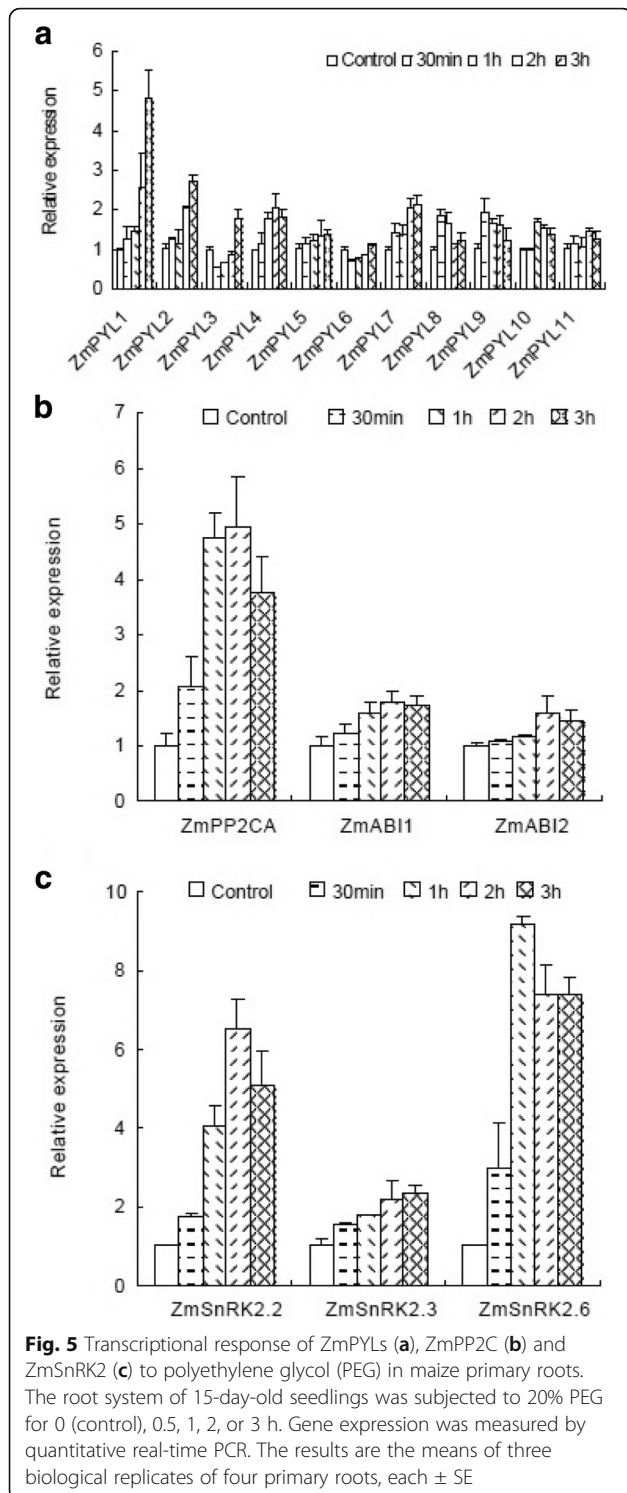 a
6
5
4
3
2
1
0
Relative expression
Control 30min 1h 2h 3h
ZmPYL1
ZmPYL2
ZmPYL3
ZmPYL4
ZmPYL5
ZmPYL6
ZmPYL7
ZmPYL8
ZmPYL9
ZmPYL10
ZmPYL11
b
7
6
5
4
3
2
1
0
Relative expression
Control 30min 1h 2h 3h
ZmPP2CA ZmABI1 ZmABI2
c
10
8
6
4
2
0
Relative expression
Control 30min 1h 2h 3h
ZmSnRK2.2 ZmSnRK2.3 ZmSnRK2.6
Fig. 5 Transcriptional response of ZmPYLs (a), ZmPP2C (b) and
ZmSnRK2 (c) to polyethylene glycol (PEG) in maize primary roots.
The root system of 15-day-old seedlings was subjected to 20% PEG
for 0 (control), 0.5, 1, 2, or 3 h. Gene expression was measured by
quantitative real-time PCR. The results are the means of three
biological replicates of four primary roots, each ± SE